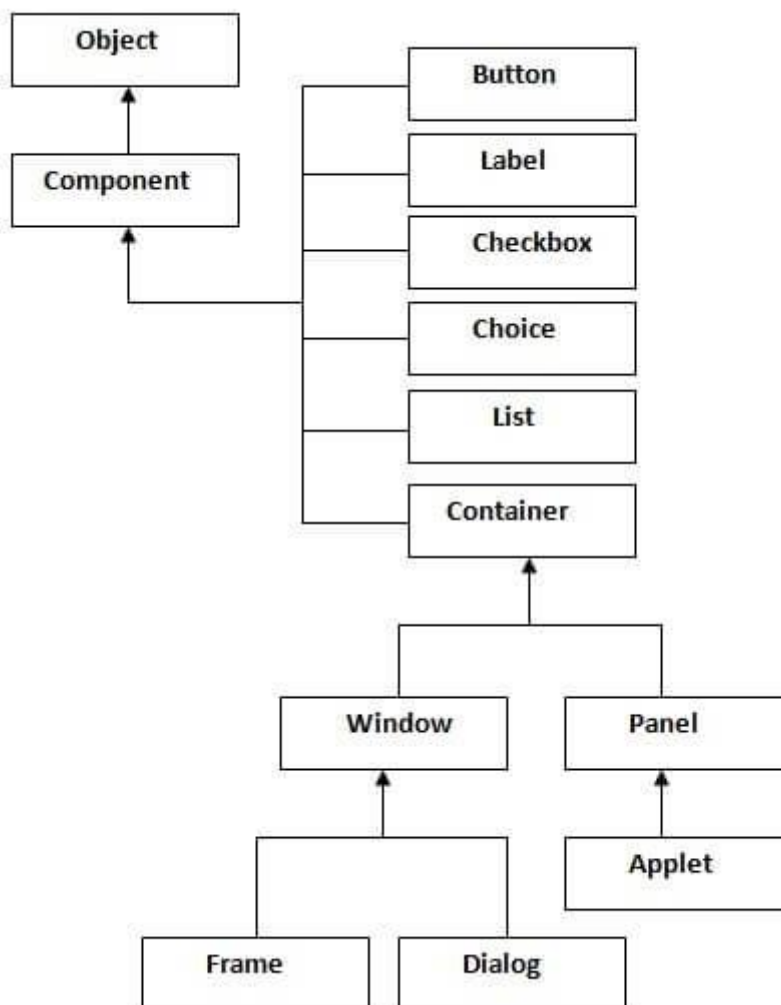 Object
Component
Button
Label
Checkbox
Choice
List
Container
Window
Panel
Applet
Frame
Dialog